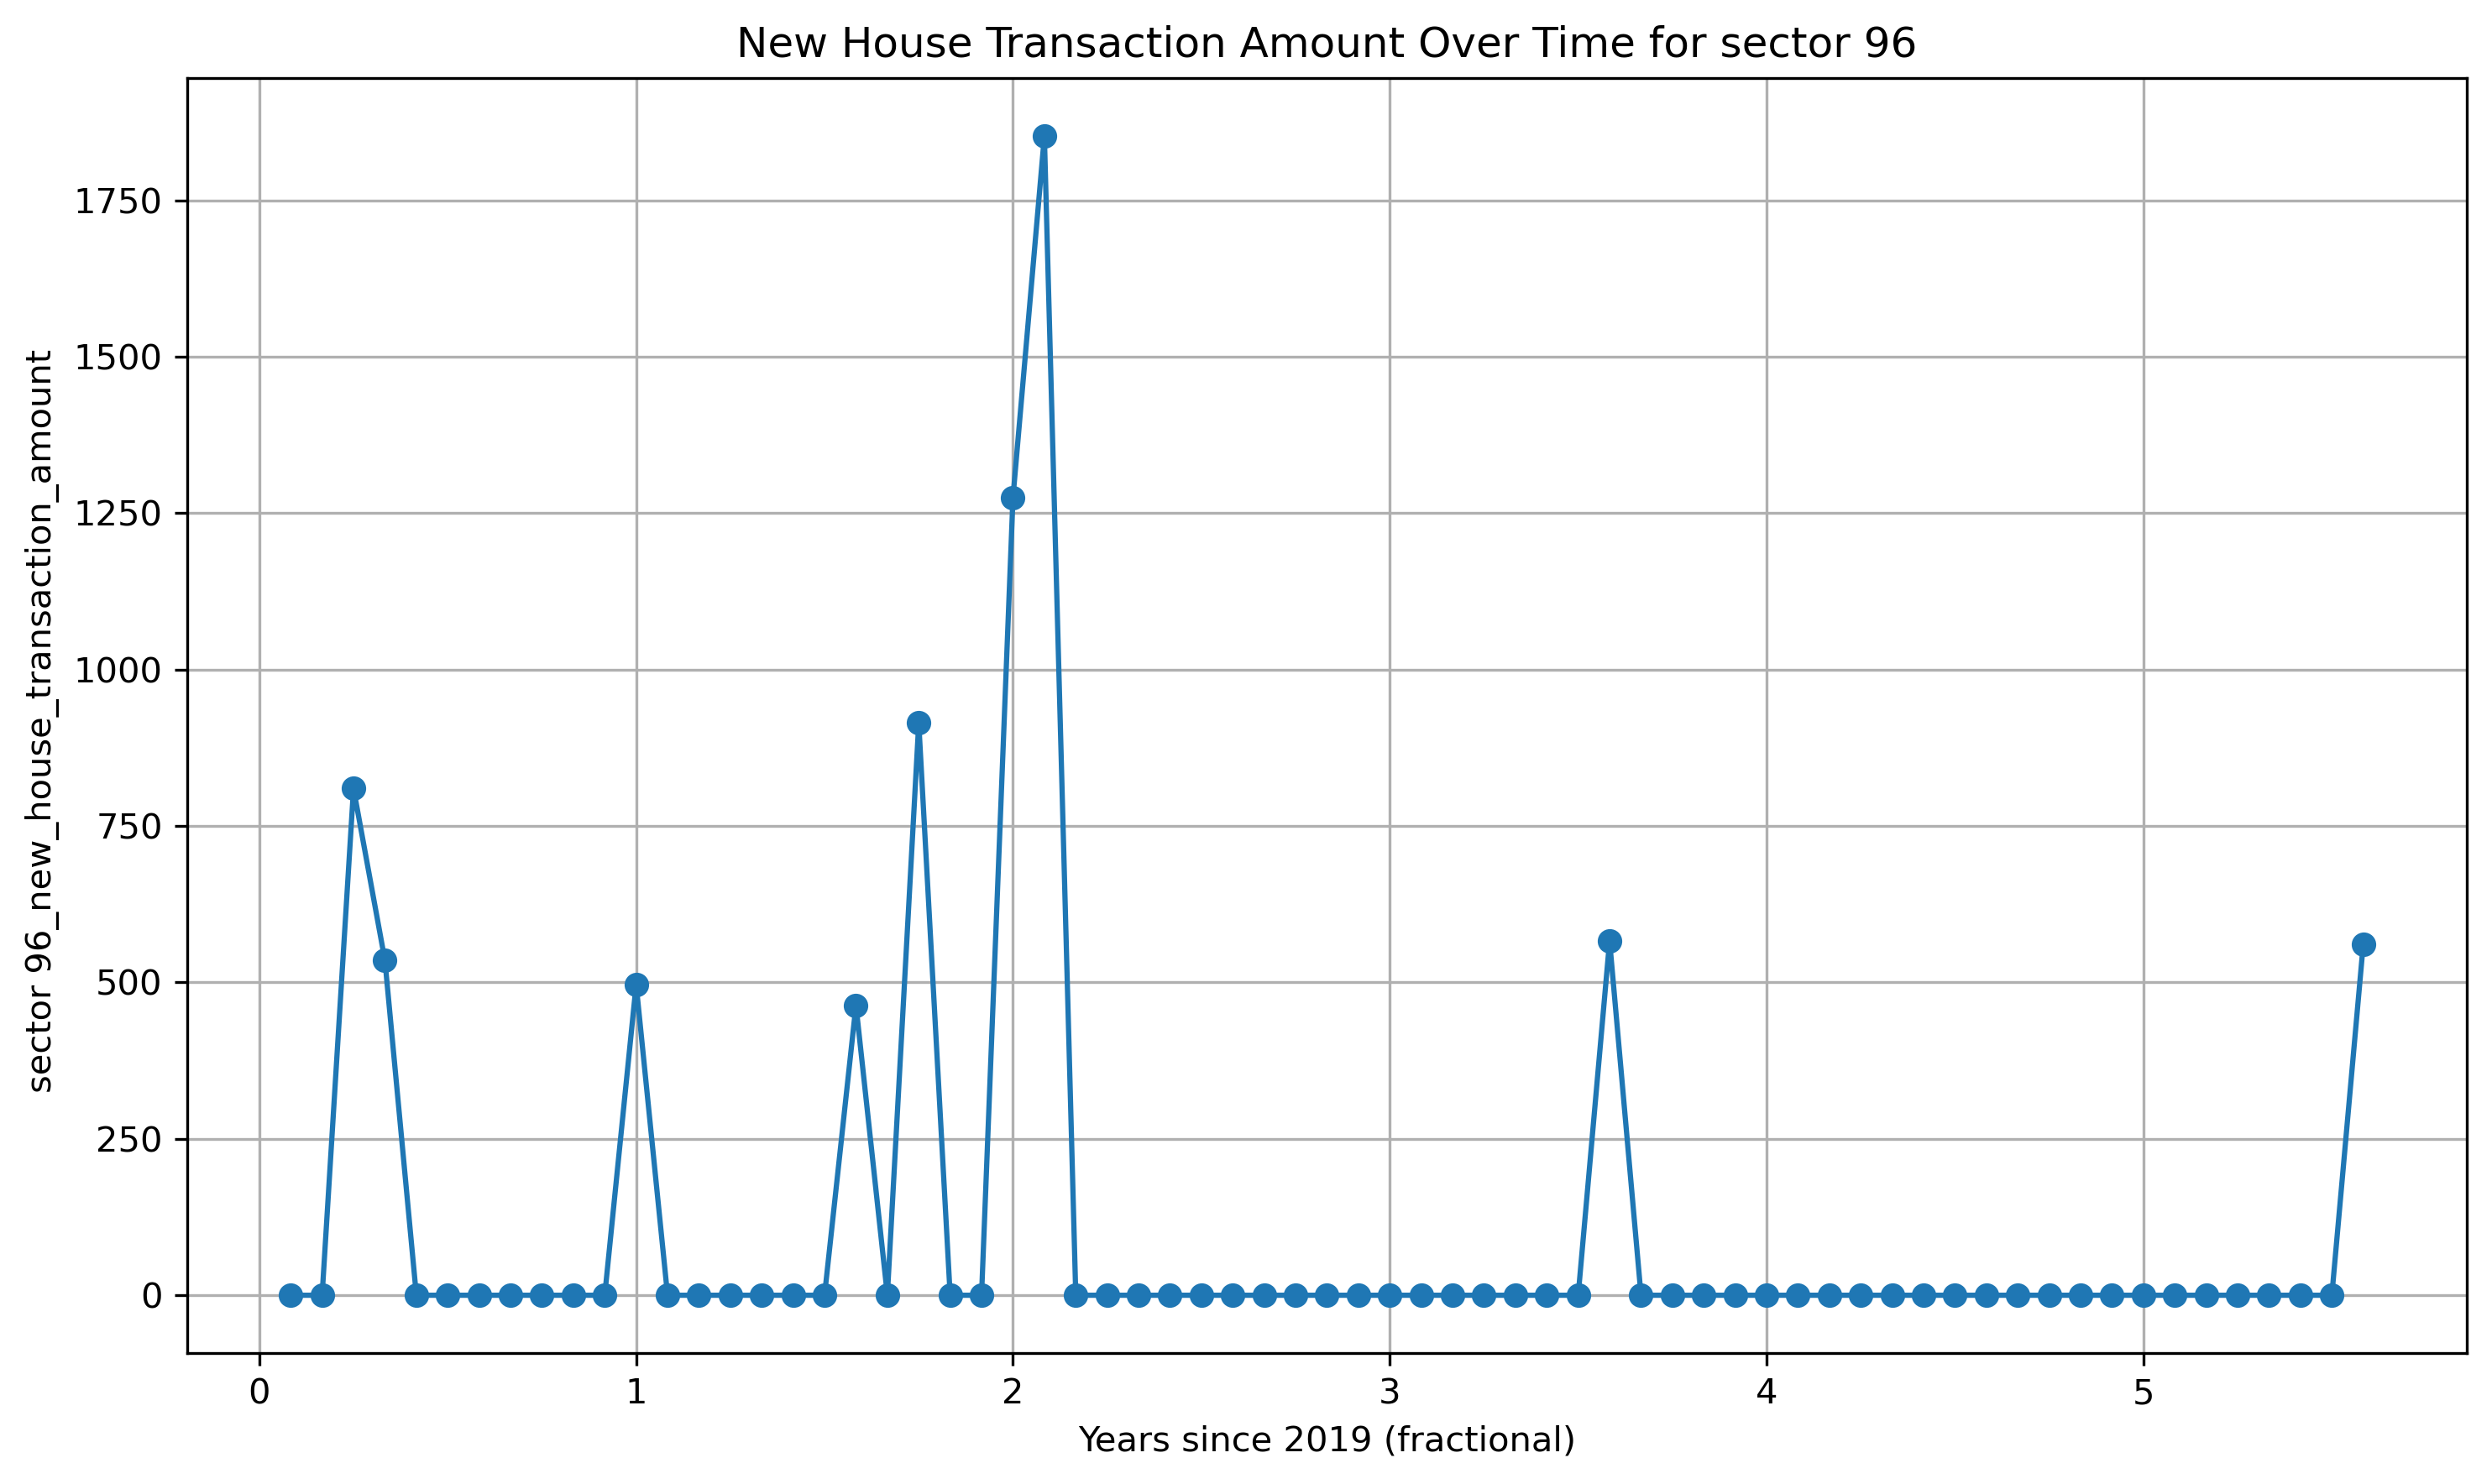 New House Transaction Amount Over Time for sector 96
sector 96_new_house_transaction_amount
1750
1500
1250
1000
750
500
250
0
0 1 2 3 4 5
Years since 2019 (fractional)